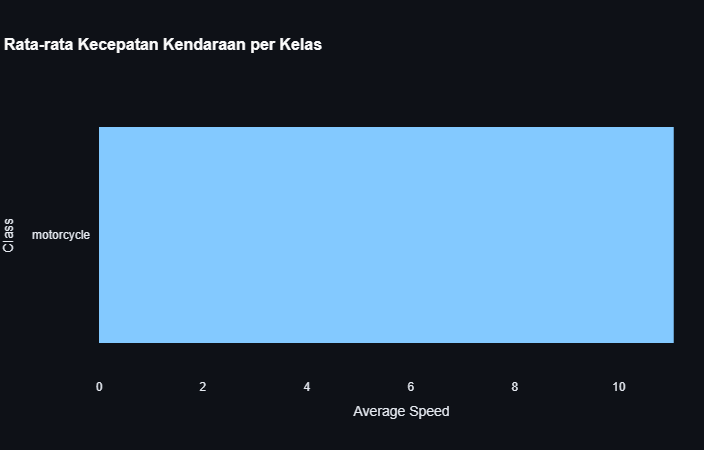 Rata-rata Kecepatan Kendaraan per Kelas
Class
motorcycle
0 2 4 6 8 10
Average Speed